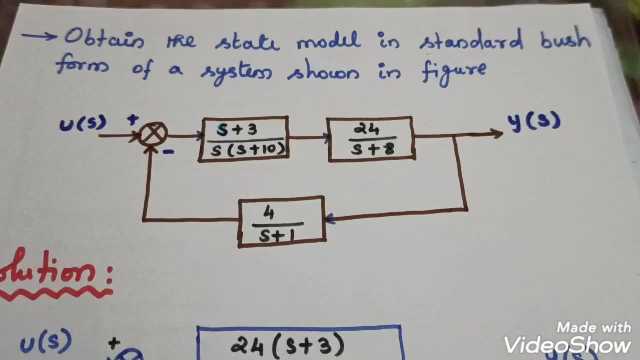 → Obtain the state model in standard bush
form of a system shown in figure
U(S) + s+3 24 y(s)
- s(s+10) s+8
4
s+1
olution:
U(S) + 24(s+3) y(s)
Made with
VideoShow